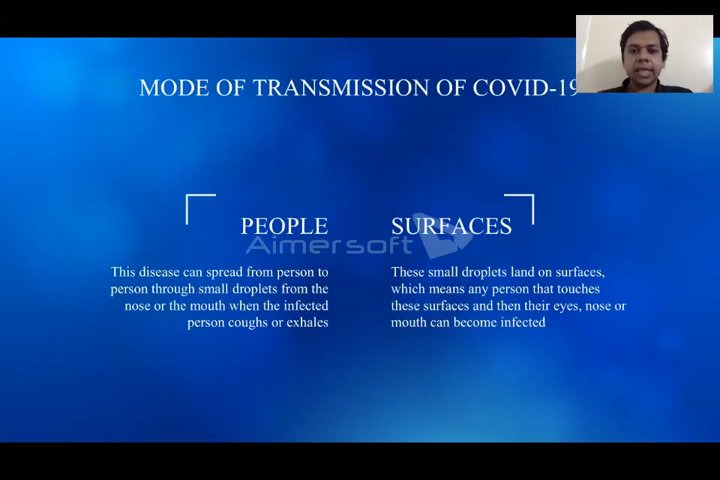 MODE OF TRANSMISSION OF COVID-19
PEOPLE
This disease can spread from person to
person through small droplets from the
nose or the mouth when the infected
person coughs or exhales
SURFACES
These small droplets land on surfaces,
which means any person that touches
these surfaces and then their eyes, nose or
mouth can become infected
Aimersoft